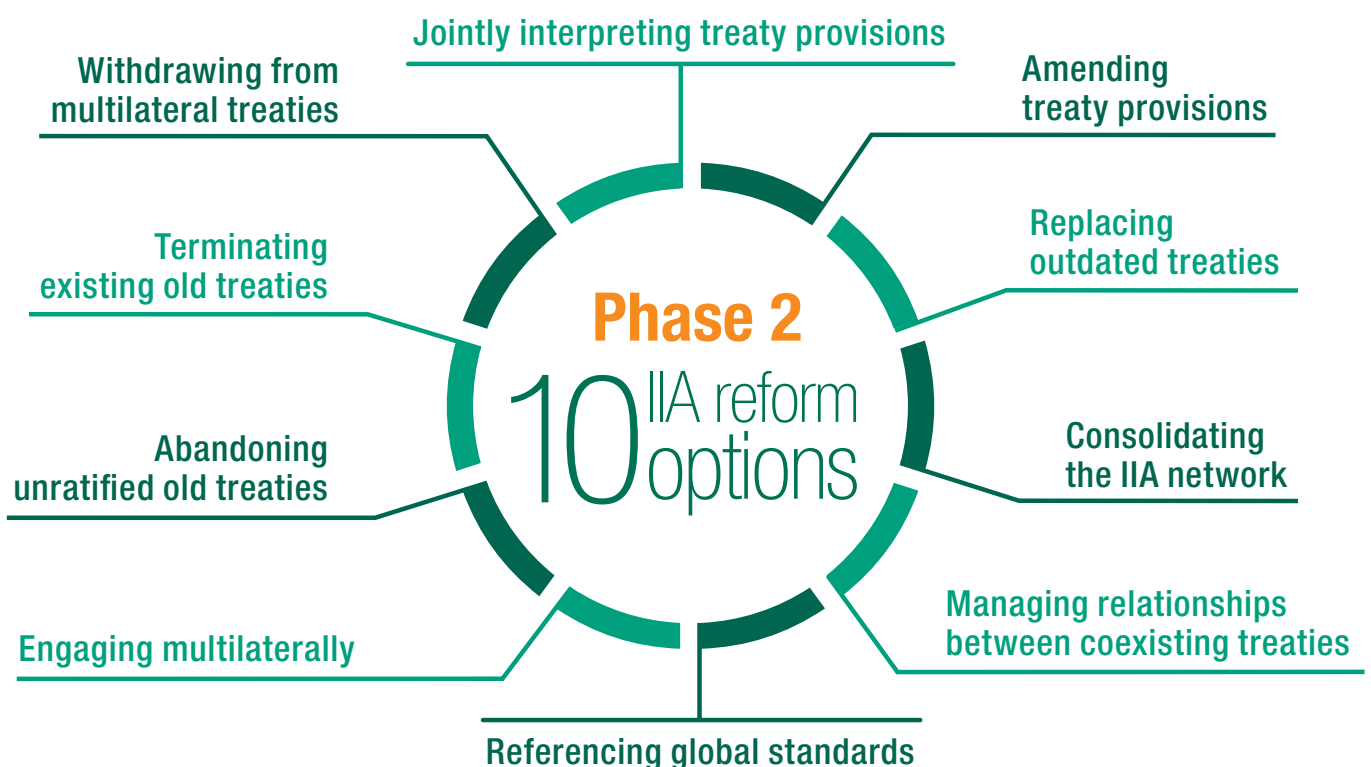 Jointly interpreting treaty provisions
Amending
treaty provisions
Replacing
outdated treaties
Consolidating
the IIA network
Managing relationships
between coexisting treaties
Referencing global standards
Engaging multilaterally
Abandoning
unratified old treaties
Terminating
existing old treaties
Withdrawing from
multilateral treaties
Phase 2
10 IIA reform
options